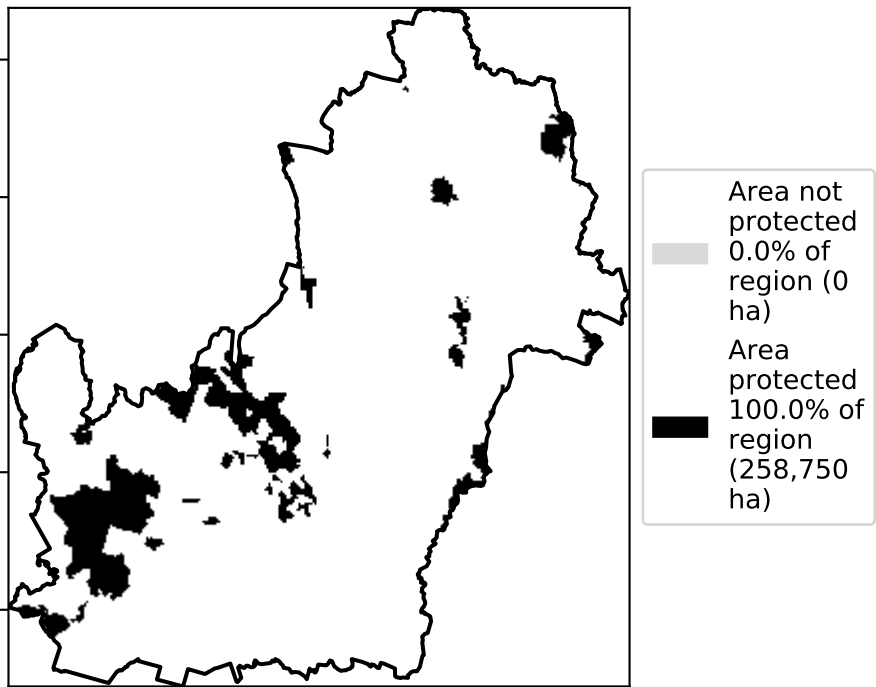 Area not
protected
0.0% of
region (0
ha)
Area
protected
100.0% of
region
(258,750
ha)